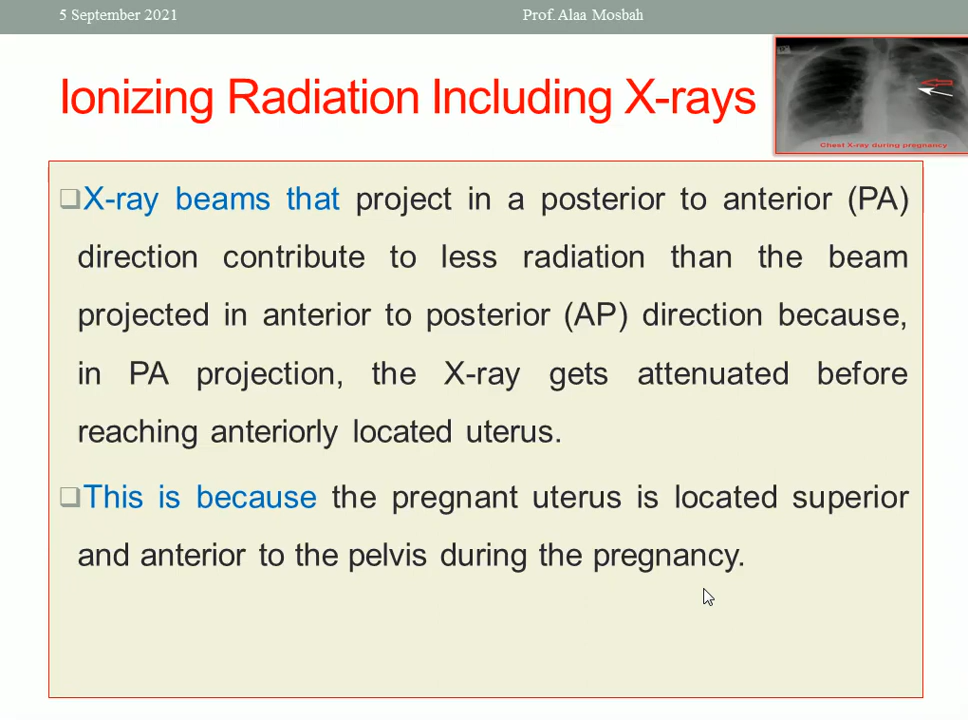 5 September 2021
Prof. Alaa Mosbah
Ionizing Radiation Including X-rays
Chest X-ray during pregnancy
X-ray beams that project in a posterior to anterior (PA)
direction contribute to less radiation than the beam
projected in anterior to posterior (AP) direction because,
in PA projection, the X-ray gets attenuated before
reaching anteriorly located uterus.
This is because the pregnant uterus is located superior
and anterior to the pelvis during the pregnancy.